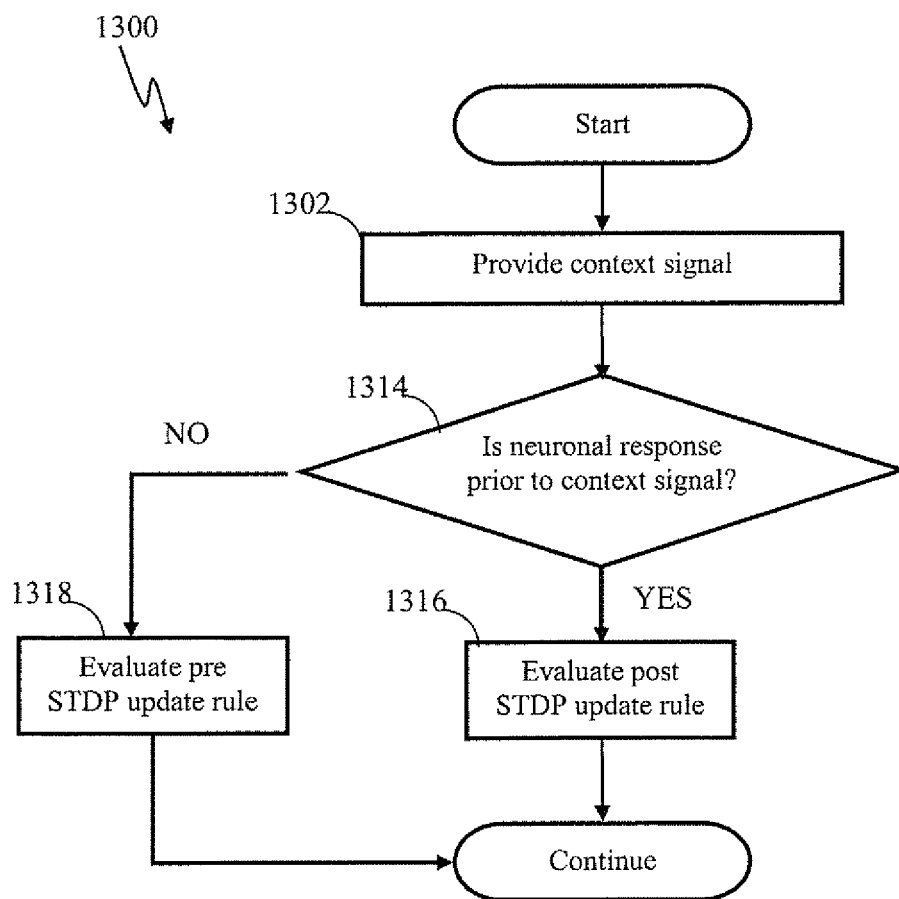 1300
Start
1302
Provide context signal
1314
NO
Is neuronal response
prior to context signal?
1318
1316
YES
Evaluate pre
STDP update rule
Evaluate post
STDP update rule
Continue